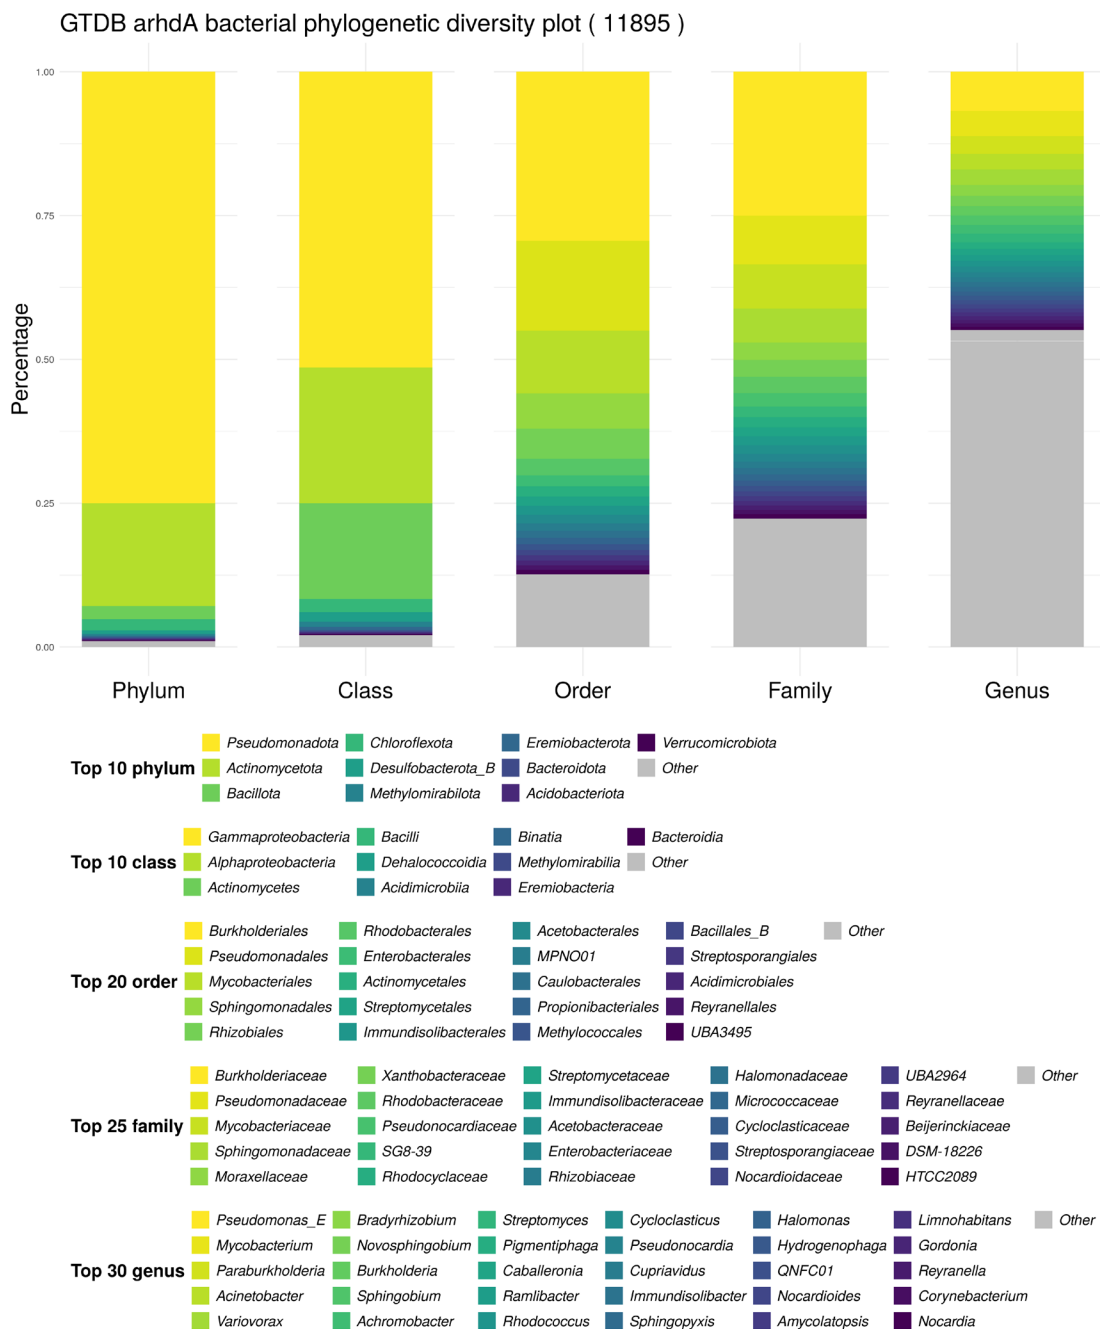 GTDB arhdA bacterial phylogenetic diversity plot ( 11895 )
1.00
0.75
0.50
0.25
0.00
Percentage
Phylum Class Order Family Genus
Pseudomonadota Chloroflexota Eremiobacterota Verrucomicrobiota
Top 10 phylum Actinomycetota Desulfobacterota_B Bacteroidota Other
Bacillota Methylomirabilota Acidobacteriota
Gammaproteobacteria Bacilli Binatia Bacteroidia
Top 10 class Alphaproteobacteria Dehalococcoidia Methylomirabilia Other
Actinomycetes Acidimicrobiia Eremiobacteria
Burkholderiales Rhodobacterales Acetobacterales Bacillales_B Other
Pseudomonadales Enterobacterales MPNO01 Streptosporangiales
Top 20 order Mycobacteriales Actinomycetales Caulobacterales Acidimicrobiales
Sphingomonadales Streptomycetales Propionibacteriales Reyranellales
Rhizobiales Immundisolibacterales Methylococcales UBA3495
Burkholderiaceae Xanthobacteraceae Streptomycetaceae Halomonadaceae UBA2964 Other
Pseudomonadaceae Rhodobacteraceae Immundisolibacteraceae Micrococcaceae Reyranellaceae
Top 25 family Mycobacteriaceae Pseudonocardiaceae Acetobacteraceae Cycloclasticaceae Beijerinckiaceae
Sphingomonadaceae SG8-39 Enterobacteriaceae Streptosporangiaceae DSM-18226
Moraxellaceae Rhodocyclaceae Rhizobiaceae Nocardioidaceae HTCC2089
Pseudomonas_E Bradyrhizobium Streptomyces Cycloclasticus Halomonas Limnohabitans Other
Mycobacterium Novosphingobium Pigmentiphaga Pseudonocardia Hydrogenophaga Gordonia
Top 30 genus Paraburkholderia Burkholderia Caballeronia Cupriavidus QNFC01 Reyranella
Acinetobacter Sphingobium Ramlibacter Immundisolibacter Nocardioides Corynebacterium
Variovorax Achromobacter Rhodococcus Sphingopyxis Amycolatopsis Nocardia